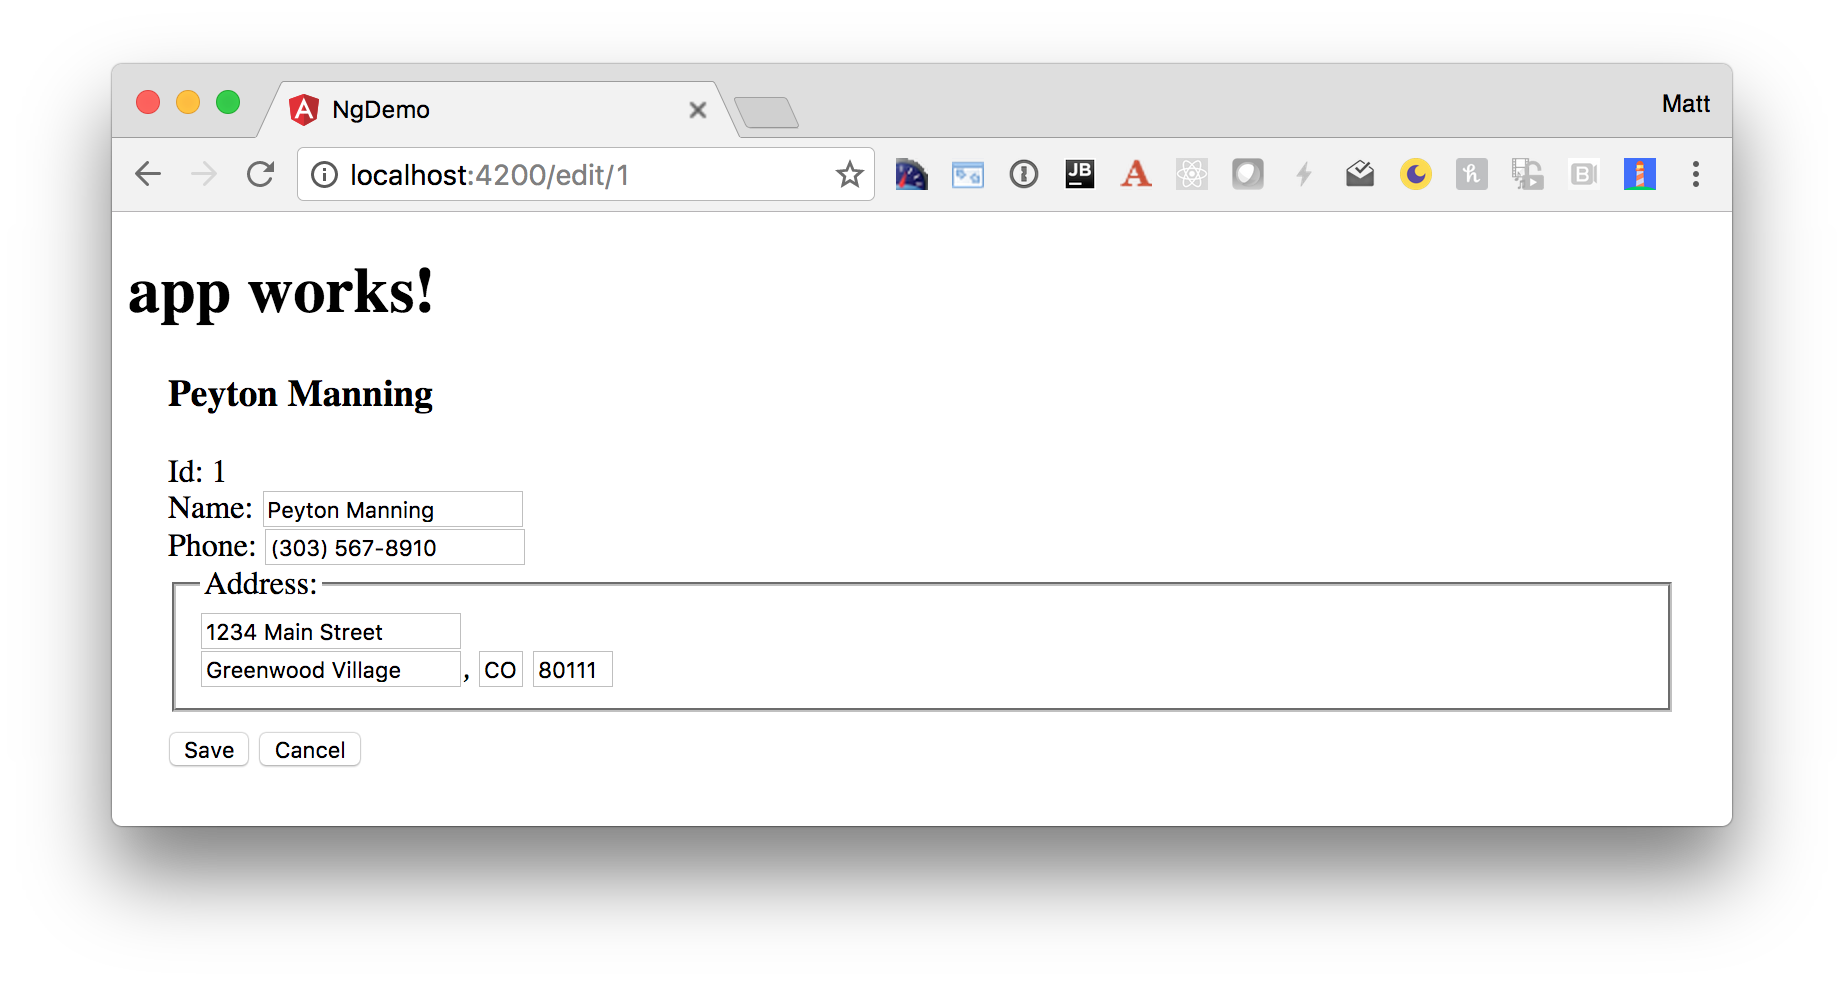 NgDemo
Matt
localhost:4200/edit/1
JB
A
h
B
app works!
Peyton Manning
Id: 1
Name: Peyton Manning
Phone: (303) 567-8910
Address:
1234 Main Street
Greenwood Village, CO 80111
Save Cancel